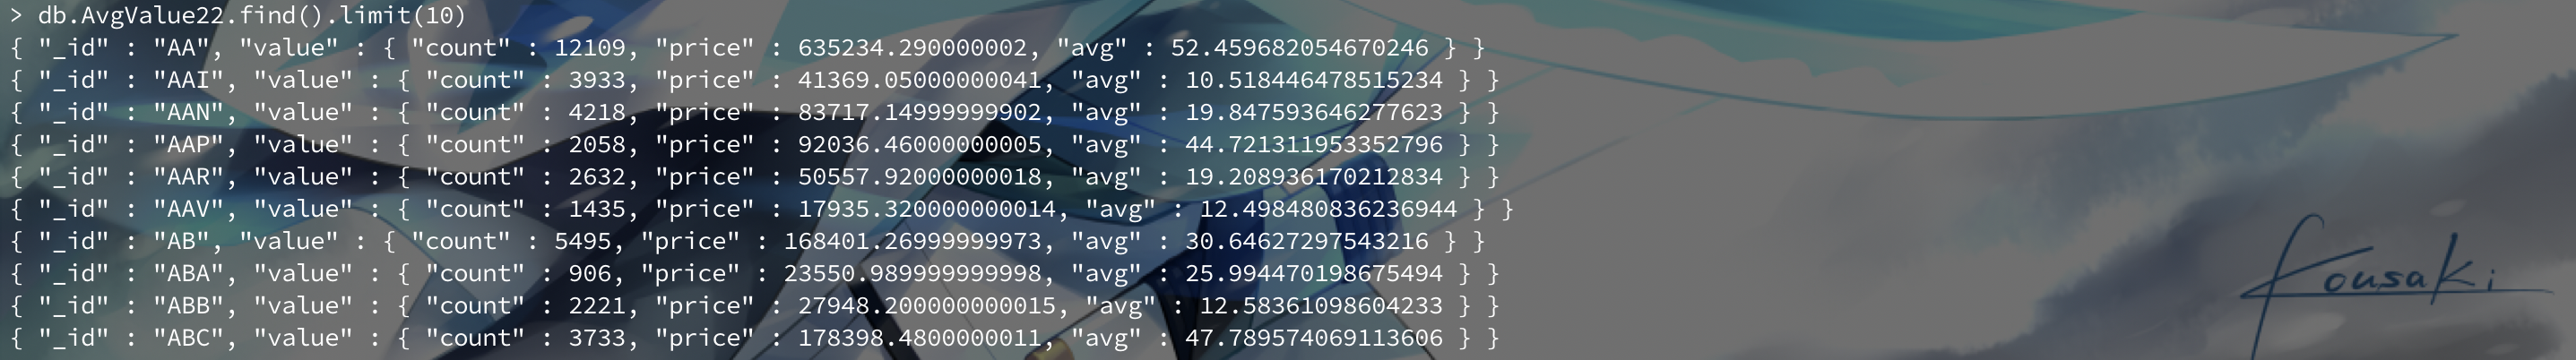 > db.AvgValue22.find().limit(10)
{ "_id" : "AA", "value" : { "count" : 12109, "price" : 635234.290000002, "avg" : 52.459682054670246 } }
{ "_id" : "AAI", "value" : { "count" : 3933, "price" : 41369.05000000041, "avg" : 10.518446478515234 } }
{ "_id" : "AAN", "value" : { "count" : 4218, "price" : 83717.14999999902, "avg" : 19.847593646277623 } }
{ "_id" : "AAP", "value" : { "count" : 2058, "price" : 92036.46000000005, "avg" : 44.721311953352796 } }
{ "_id" : "AAR", "value" : { "count" : 2632, "price" : 50557.92000000018, "avg" : 19.208936170212834 } }
{ "_id" : "AAV", "value" : { "count" : 1435, "price" : 17935.320000000014, "avg" : 12.498480836236944 } }
{ "_id" : "AB", "value" : { "count" : 5495, "price" : 168401.26999999973, "avg" : 30.64627297543216 } }
{ "_id" : "ABA", "value" : { "count" : 906, "price" : 23550.989999999998, "avg" : 25.994470198675494 } }
{ "_id" : "ABB", "value" : { "count" : 2221, "price" : 27948.200000000015, "avg" : 12.58361098604233 } }
{ "_id" : "ABC", "value" : { "count" : 3733, "price" : 178398.4800000011, "avg" : 47.789574069113606 } }
fousaki